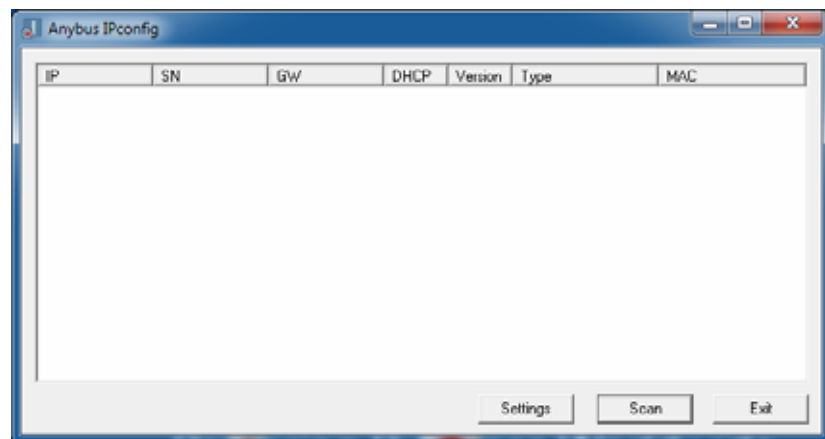 Anybus IPconfig
IP SN GW DHCP Version Type MAC
Settings Scan Exit